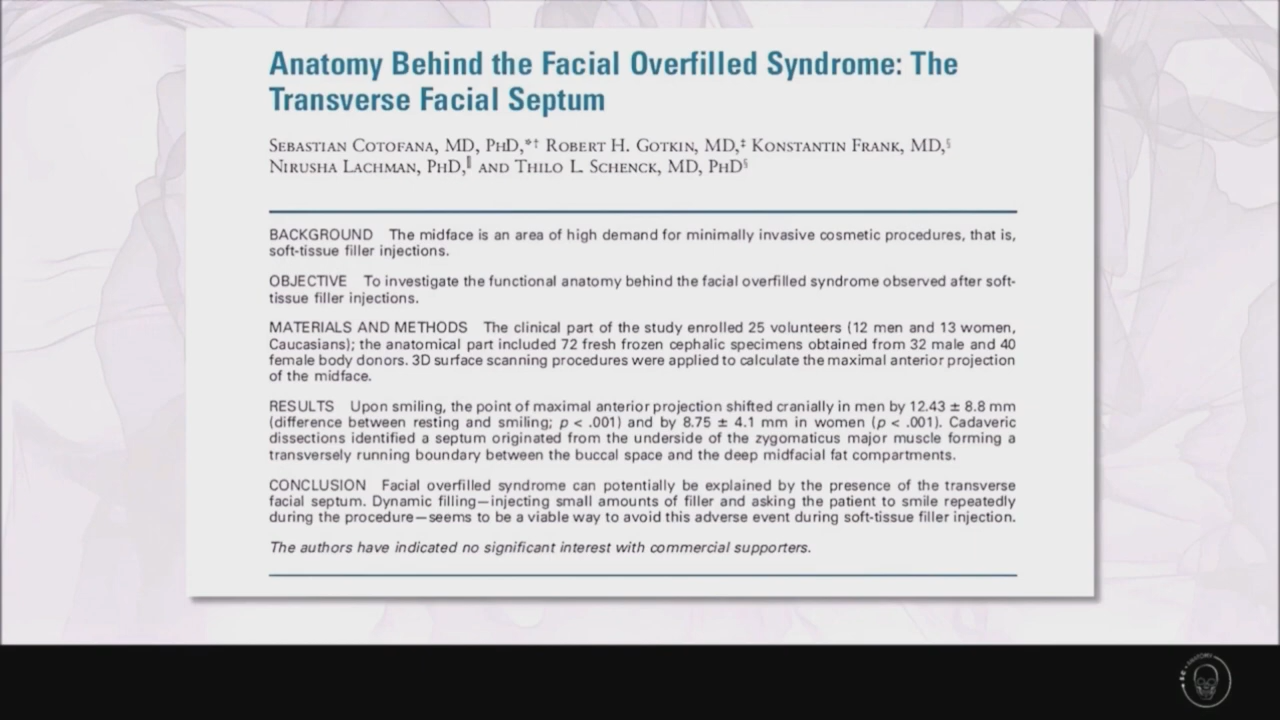 Anatomy Behind the Facial Overfilled Syndrome: The
Transverse Facial Septum
SEBASTIAN COTOFANA, MD, PHD,*† ROBERT H. GOTKIN, MD,‡ KONSTANTIN FRANK, MD,§
NIRUSHA LACHMAN, PHD,‖ AND THILO L. SCHENCK, MD, PHD§
BACKGROUND The midface is an area of high demand for minimally invasive cosmetic procedures, that is,
soft-tissue filler injections.
OBJECTIVE To investigate the functional anatomy behind the facial overfilled syndrome observed after soft-
tissue filler injections.
MATERIALS AND METHODS The clinical part of the study enrolled 25 volunteers (12 men and 13 women,
Caucasians); the anatomical part included 72 fresh frozen cephalic specimens obtained from 32 male and 40
female body donors. 3D surface scanning procedures were applied to calculate the maximal anterior projection
of the midface.
RESULTS Upon smiling, the point of maximal anterior projection shifted cranially in men by 12.43 ± 8.8 mm
(difference between resting and smiling; p < .001) and by 8.75 ± 4.1 mm in women (p < .001). Cadaveric
dissections identified a septum originated from the underside of the zygomaticus major muscle forming a
transversely running boundary between the buccal space and the deep midfacial fat compartments.
CONCLUSION Facial overfilled syndrome can potentially be explained by the presence of the transverse
facial septum. Dynamic filling—injecting small amounts of filler and asking the patient to smile repeatedly
during the procedure—seems to be a viable way to avoid this adverse event during soft-tissue filler injection.
The authors have indicated no significant interest with commercial supporters.